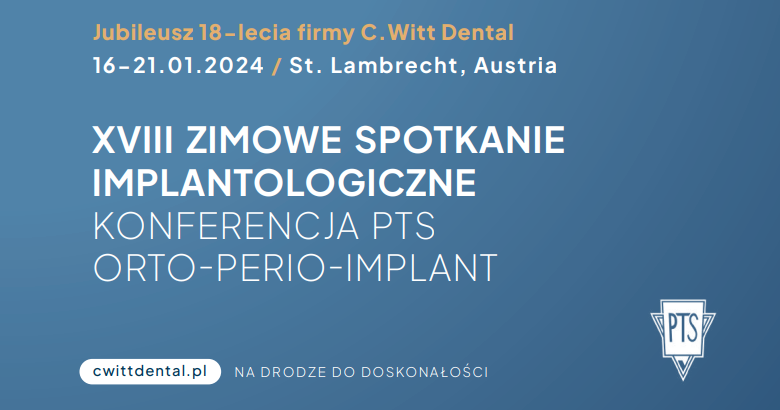 Jubileusz 18-lecia firmy C.Witt Dental
16-21.01.2024 / St. Lambrecht, Austria
XVIII ZIMOWE SPOTKANIE
IMPLANTOLOGICZNE
KONFERENCJA PTS
ORTO-PERIO-IMPLANT
PTS
cwittdental.pl NA DRODZE DO DOSKONAŁOŚCI